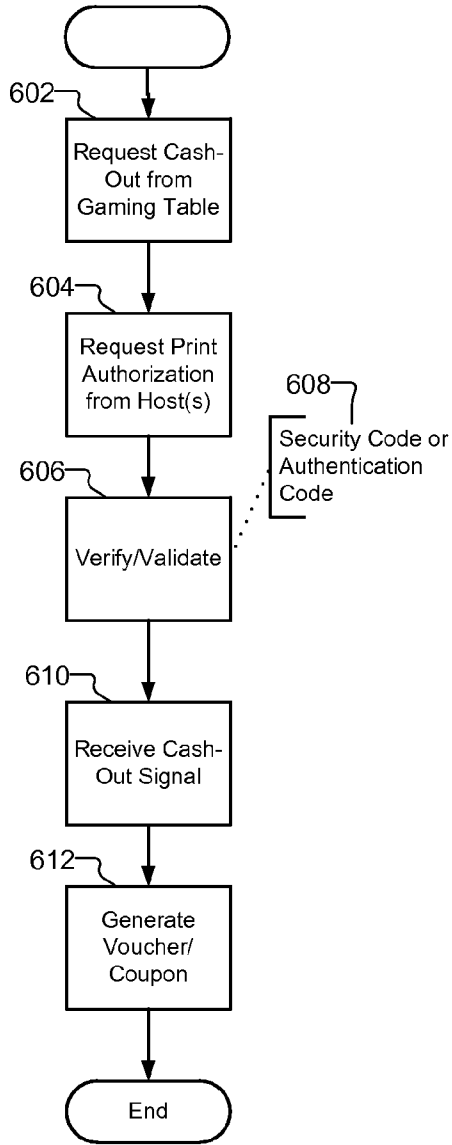 602
Request Cash-
Out from
Gaming Table
604
Request Print
Authorization
from Host(s)
608
Security Code or
Authentication
Code
606
Verify/Validate
610
Receive Cash-
Out Signal
612
Generate
Voucher/
Coupon
End